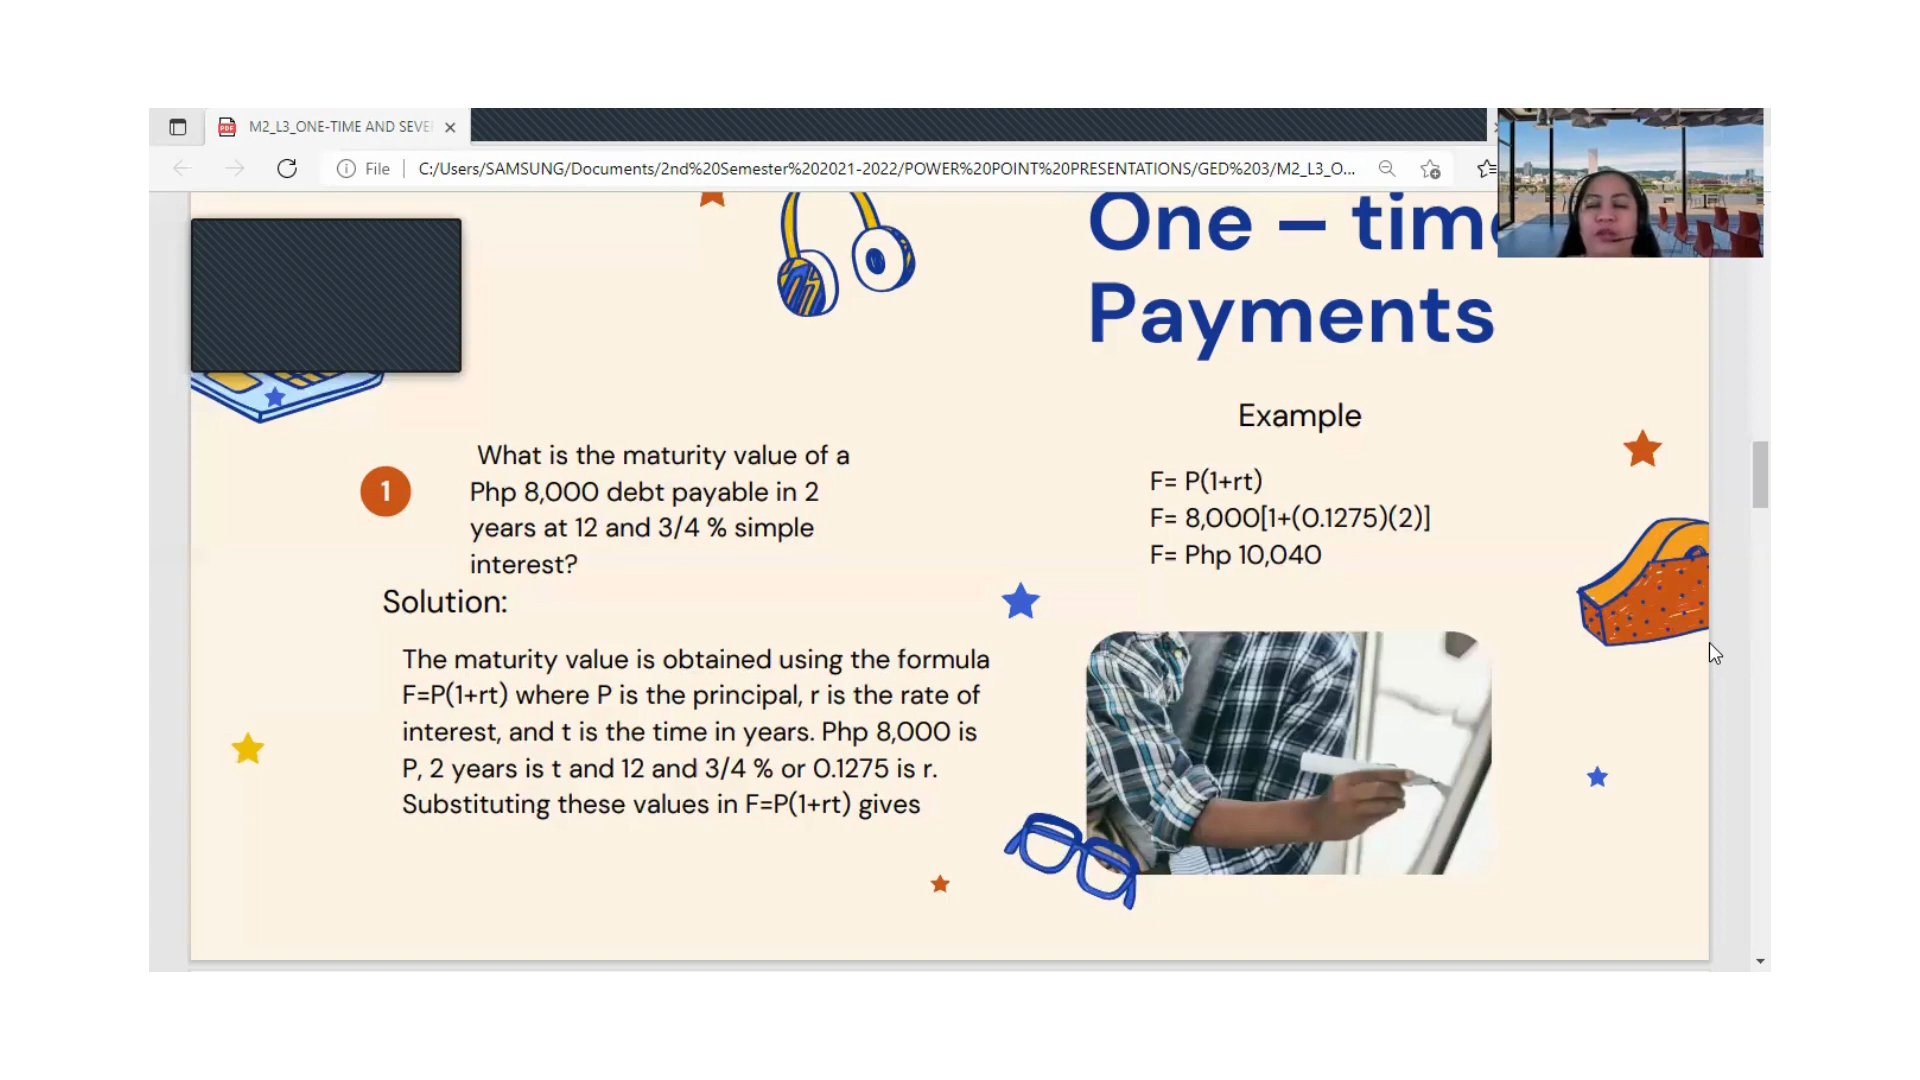 M2_L3_ONE-TIME AND SEVE
File
C:/Users/SAMSUNG/Documents/2nd%20Semester%202021-2022/POWER%20POINT%20PRESENTATIONS/GED%203/M2_L3_O...
One – time
Payments
Example
1
What is the maturity value of a
Php 8,000 debt payable in 2
years at 12 and 3/4 % simple
interest?
F= P(1+rt)
F= 8,000[1+(0.1275)(2)]
F= Php 10,040
Solution:
The maturity value is obtained using the formula
F=P(1+rt) where P is the principal, r is the rate of
interest, and t is the time in years. Php 8,000 is
P, 2 years is t and 12 and 3/4 % or 0.1275 is r.
Substituting these values in F=P(1+rt) gives